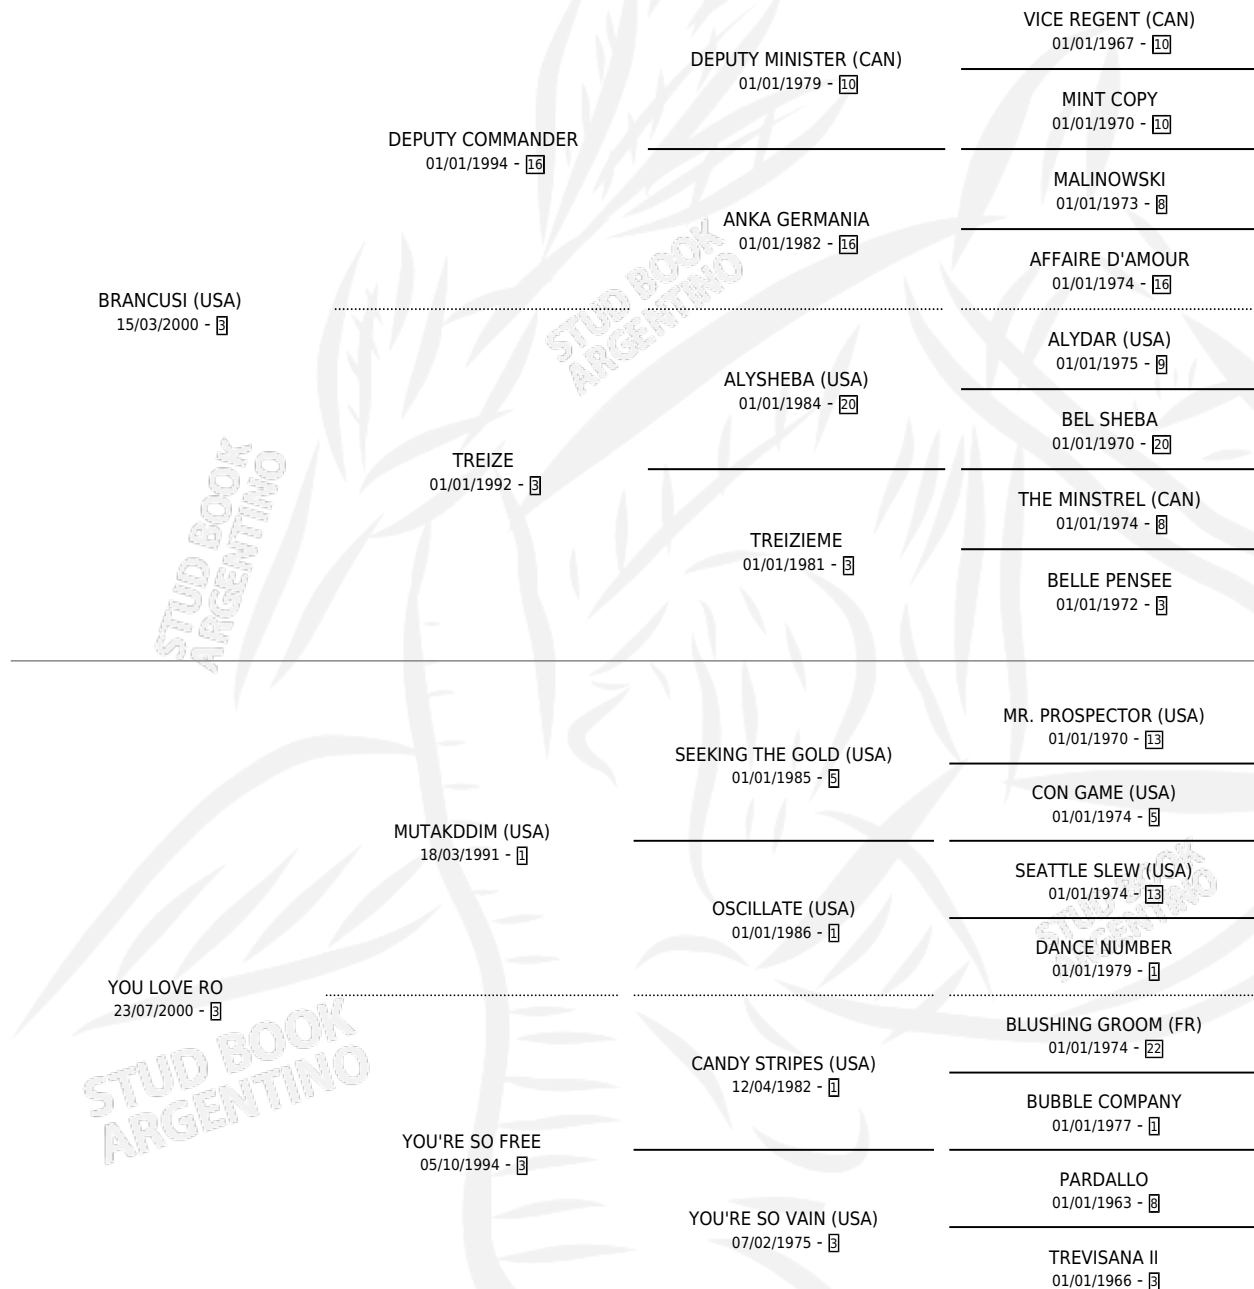 VICE REGENT (CAN)
01/01/1967 - 10
DEPUTY MINISTER (CAN)
01/01/1979 - 10
MINT COPY
01/01/1970 - 10
DEPUTY COMMANDER
01/01/1994 - 16
MALINOWSKI
01/01/1973 - 8
ANKA GERMANIA
01/01/1982 - 16
AFFAIRE D'AMOUR
01/01/1974 - 16
BRANCUSI (USA)
15/03/2000 - 3
STUD BOOK
ARGENTINO
ALYDAR (USA)
01/01/1975 - 9
ALYSHEBA (USA)
01/01/1984 - 20
BEL SHEBA
01/01/1970 - 20
TREIZE
01/01/1992 - 3
THE MINSTREL (CAN)
01/01/1974 - 8
TREIZIEME
01/01/1981 - 3
BELLE PENSEE
01/01/1972 - 3
STUD BOOK
ARGENTINO
MR. PROSPECTOR (USA)
01/01/1970 - 13
SEEKING THE GOLD (USA)
01/01/1985 - 5
CON GAME (USA)
01/01/1974 - 5
MUTAKDDIM (USA)
18/03/1991 - 1
SEATTLE SLEW (USA)
01/01/1974 - 13
OSCILLATE (USA)
01/01/1986 - 1
DANCE NUMBER
01/01/1979 - 1
STUD BOOK
ARGENTINO
YOU LOVE RO
23/07/2000 - 3
BLUSHING GROOM (FR)
01/01/1974 - 22
CANDY STRIPES (USA)
12/04/1982 - 1
BUBBLE COMPANY
01/01/1977 - 1
STUD BOOK
ARGENTINO
YOU'RE SO FREE
05/10/1994 - 3
PARDALLO
01/01/1963 - 8
YOU'RE SO VAIN (USA)
07/02/1975 - 3
TREVISANA II
01/01/1966 - 3